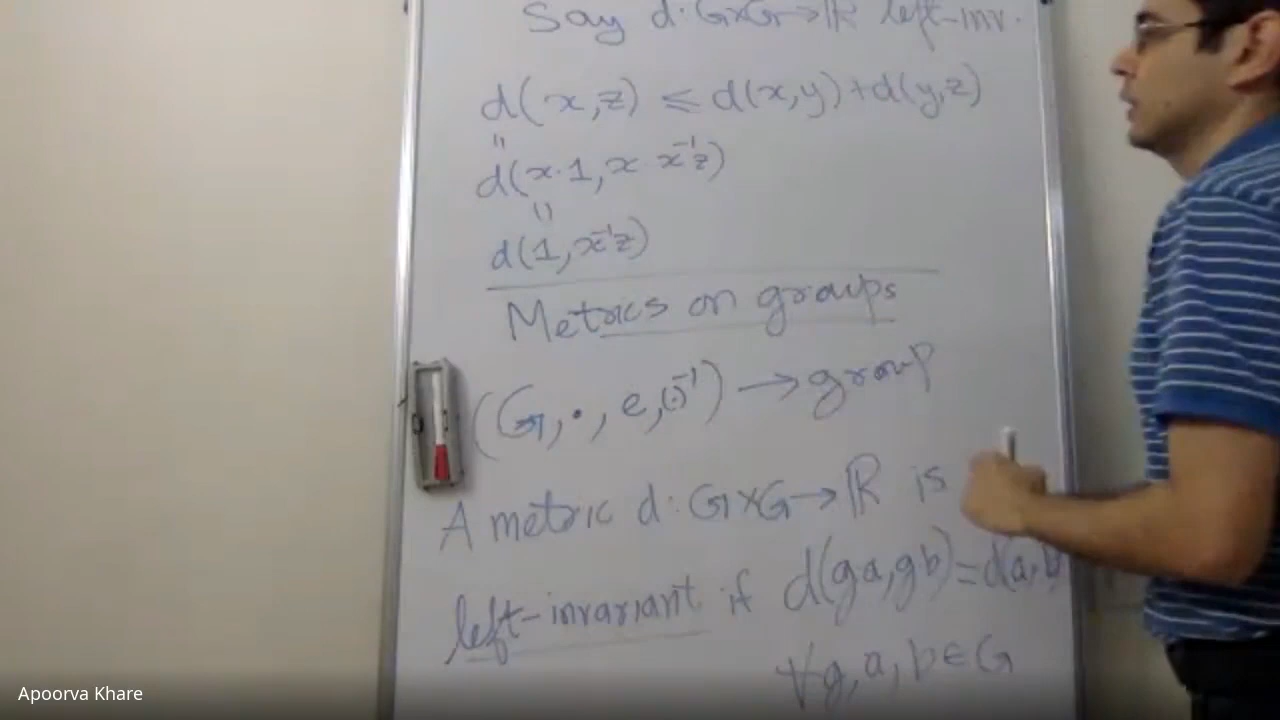 Say d: G×G→ℝ left-inv.
d(x,z) ≤ d(x,y)+d(y,z)
"
d(x·1, x x⁻¹z)
"
d(1, x⁻¹z)
Metrics on groups
(G, ·, e, (·)⁻¹) → group
A metric d: G×G→ℝ is
left-invariant if d(ga,gb)=d(a,b
∀g,a,b∈G
Apoorva Khare